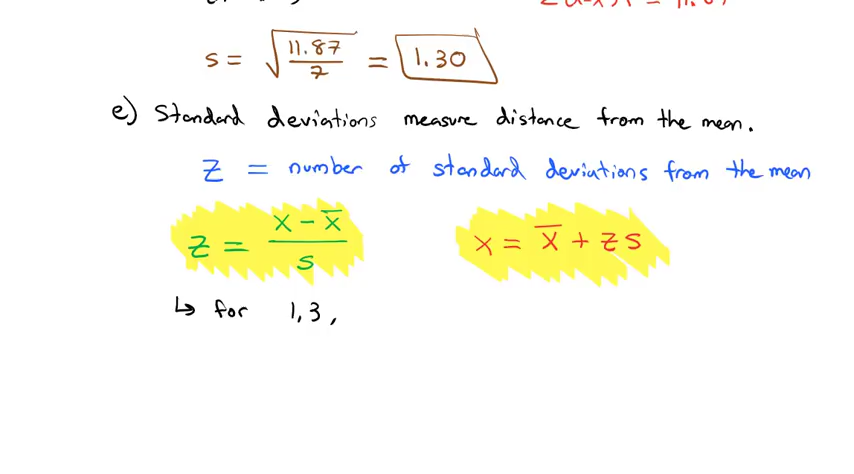 s = √11.87/7 = 1.30
e) Standard deviations measure distance from the mean.
Z = number of standard deviations from the mean
z = x - x̄ / s
x = x̄ + z s
↳ for 1, 3,